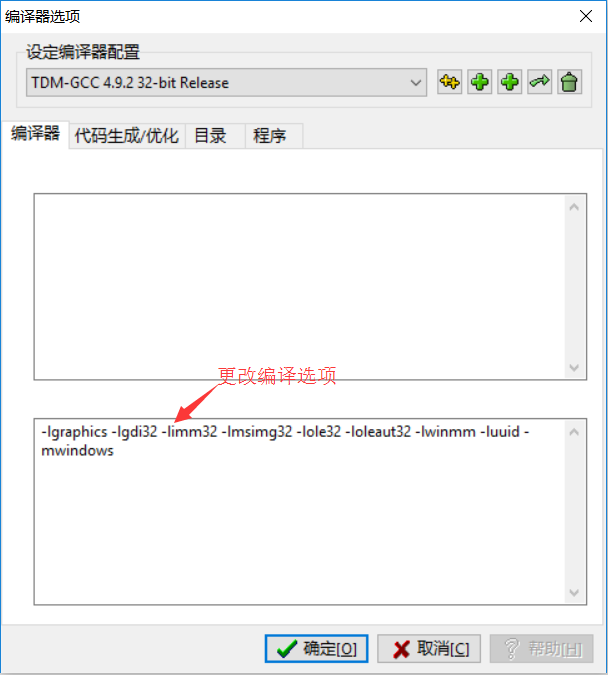 编译器选项
设定编译器配置
TDM-GCC 4.9.2 32-bit Release
编译器 代码生成/优化 目录 程序
更改编译选项
-lgraphics -lgdi32 -limm32 -lmsimg32 -lole32 -loleaut32 -lwinmm -luuid -
mwindows
确定[O] 取消[C] 帮助[H]